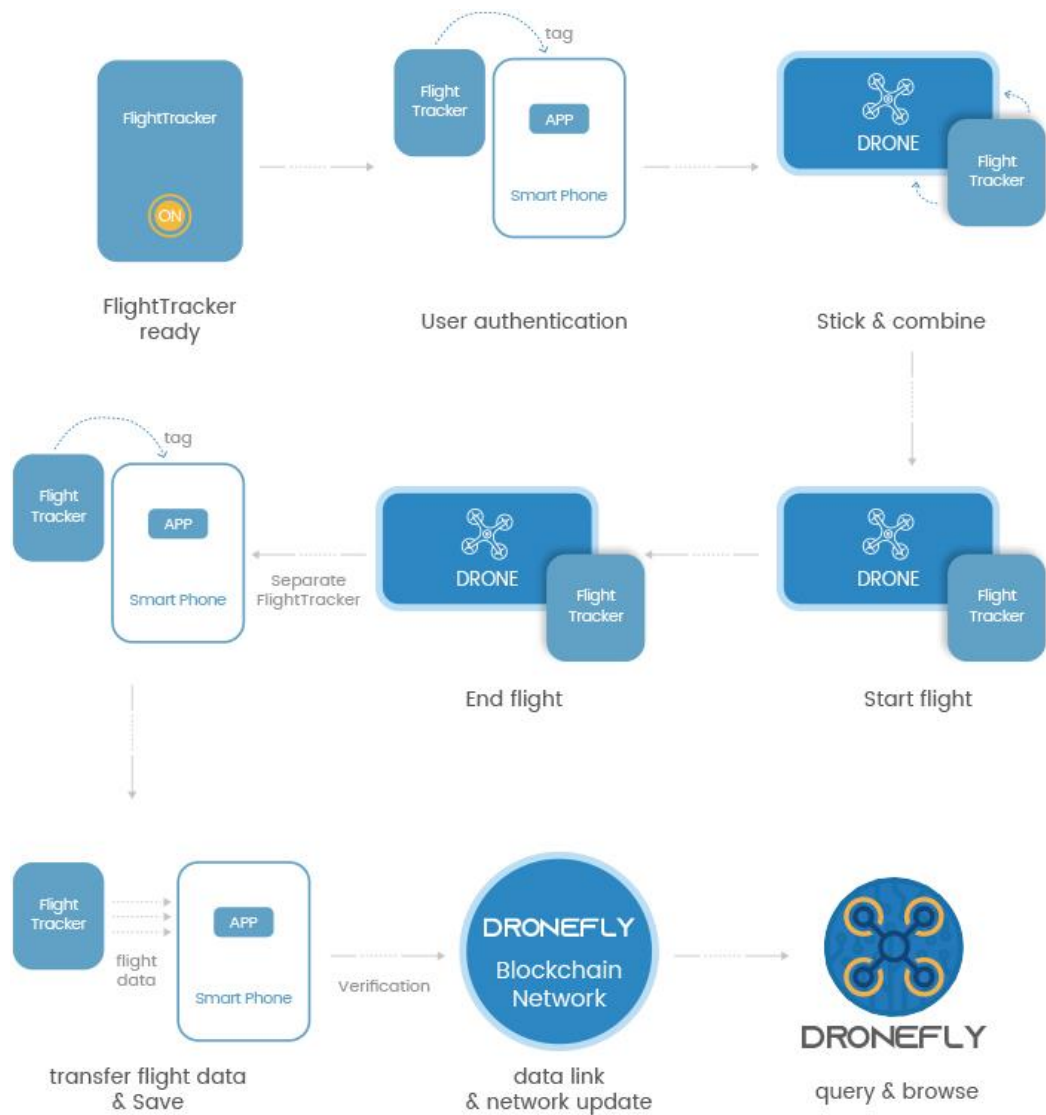 FlightTracker
ON
FlightTracker
ready
tag
Flight
Tracker
APP
Smart Phone
User authentication
DRONE
Flight
Tracker
Stick & combine
DRONE
Flight
Tracker
Start flight
DRONE
Flight
Tracker
End flight
Separate
FlightTracker
tag
Flight
Tracker
APP
Smart Phone
Flight
Tracker
flight
data
APP
Smart Phone
transfer flight data
& Save
Verification
DRONEFLY
Blockchain
Network
data link
& network update
DRONEFLY
query & browse